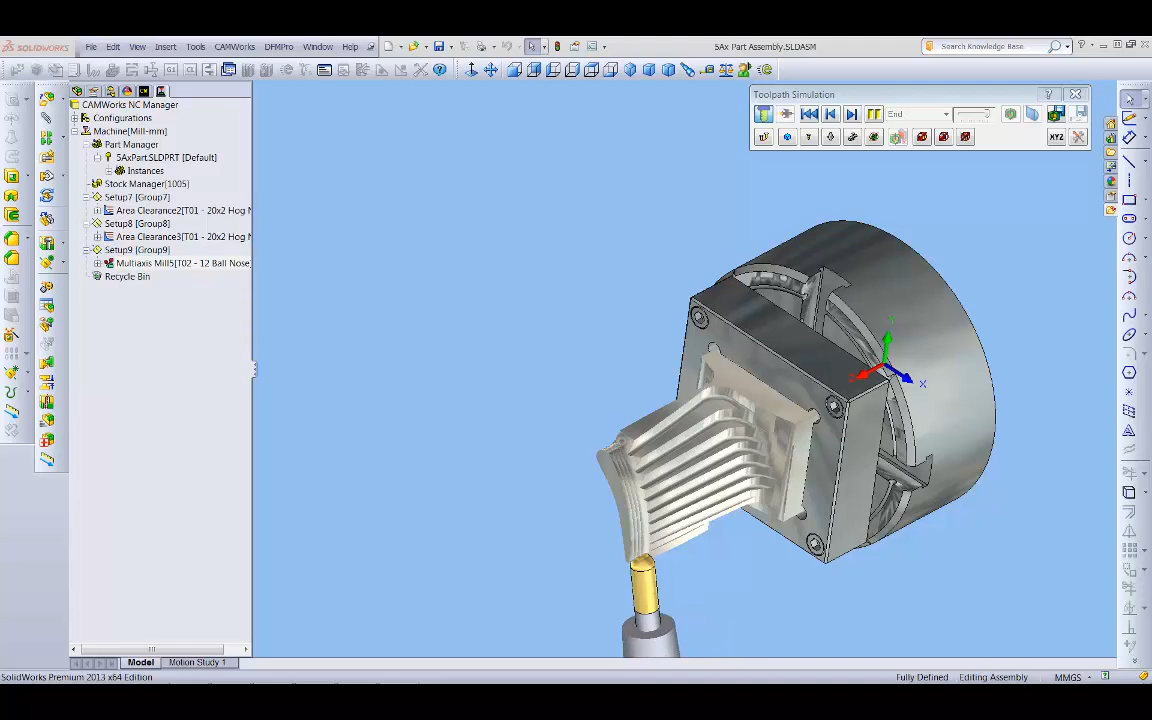 SOLIDWORKS File Edit View Insert Tools CAMWorks DFMPro Window Help 5Ax Part Assembly.SLDASM Search Knowledge Base
Toolpath Simulation
End
XYZ
CAMWorks NC Manager
Configurations
Machine[Mill-mm]
Part Manager
5AxPart.SLDPRT [Default]
Instances
Stock Manager[1005]
Setup7 [Group7]
Area Clearance2[T01 - 20x2 Hog N
Setup8 [Group8]
Area Clearance3[T01 - 20x2 Hog N
Setup9 [Group9]
Multiaxis Mill5[T02 - 12 Ball Nose]
Recycle Bin
Y
X
Model Motion Study 1
SolidWorks Premium 2013 x64 Edition Fully Defined Editing Assembly MMGS